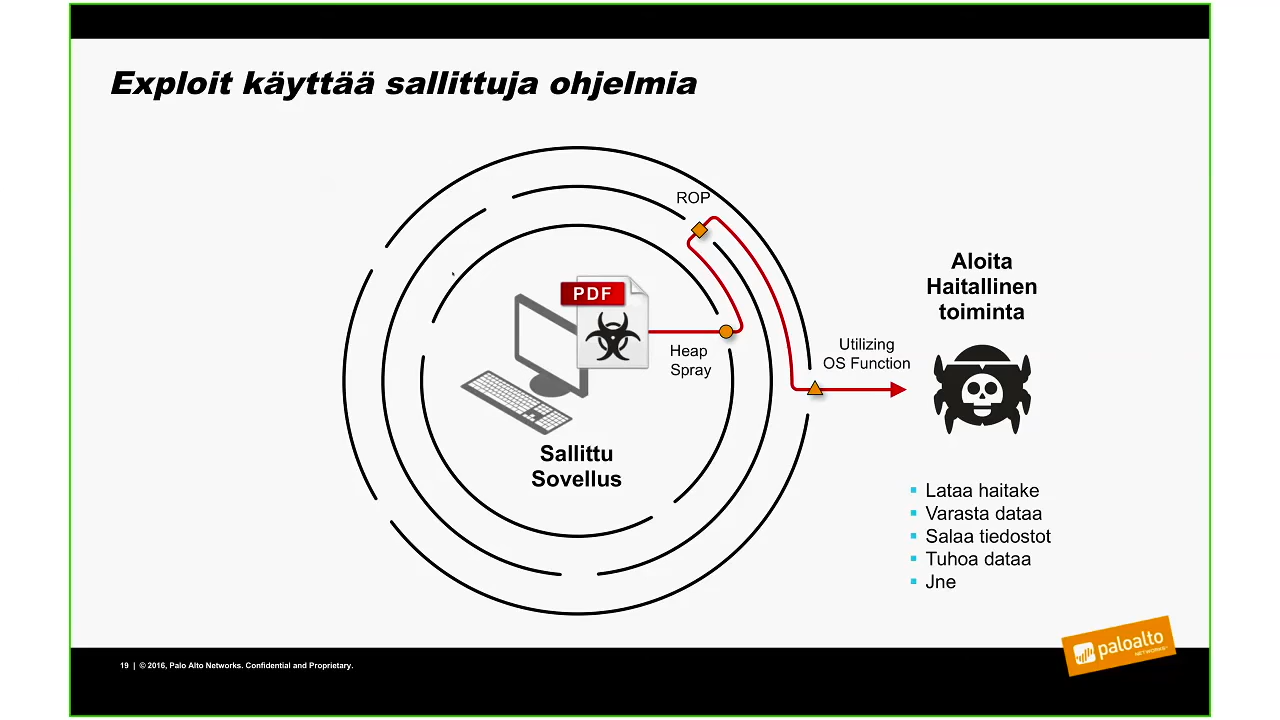 Exploit käyttää sallittuja ohjelmia
ROP
PDF
Heap
Spray
Utilizing
OS Function
Aloita
Haitallinen
toiminta
Sallittu
Sovellus
Lataa haitake
Varasta dataa
Salaa tiedostot
Tuhoa dataa
Jne
19 | © 2016, Palo Alto Networks. Confidential and Proprietary.
paloalto
NETWORKS